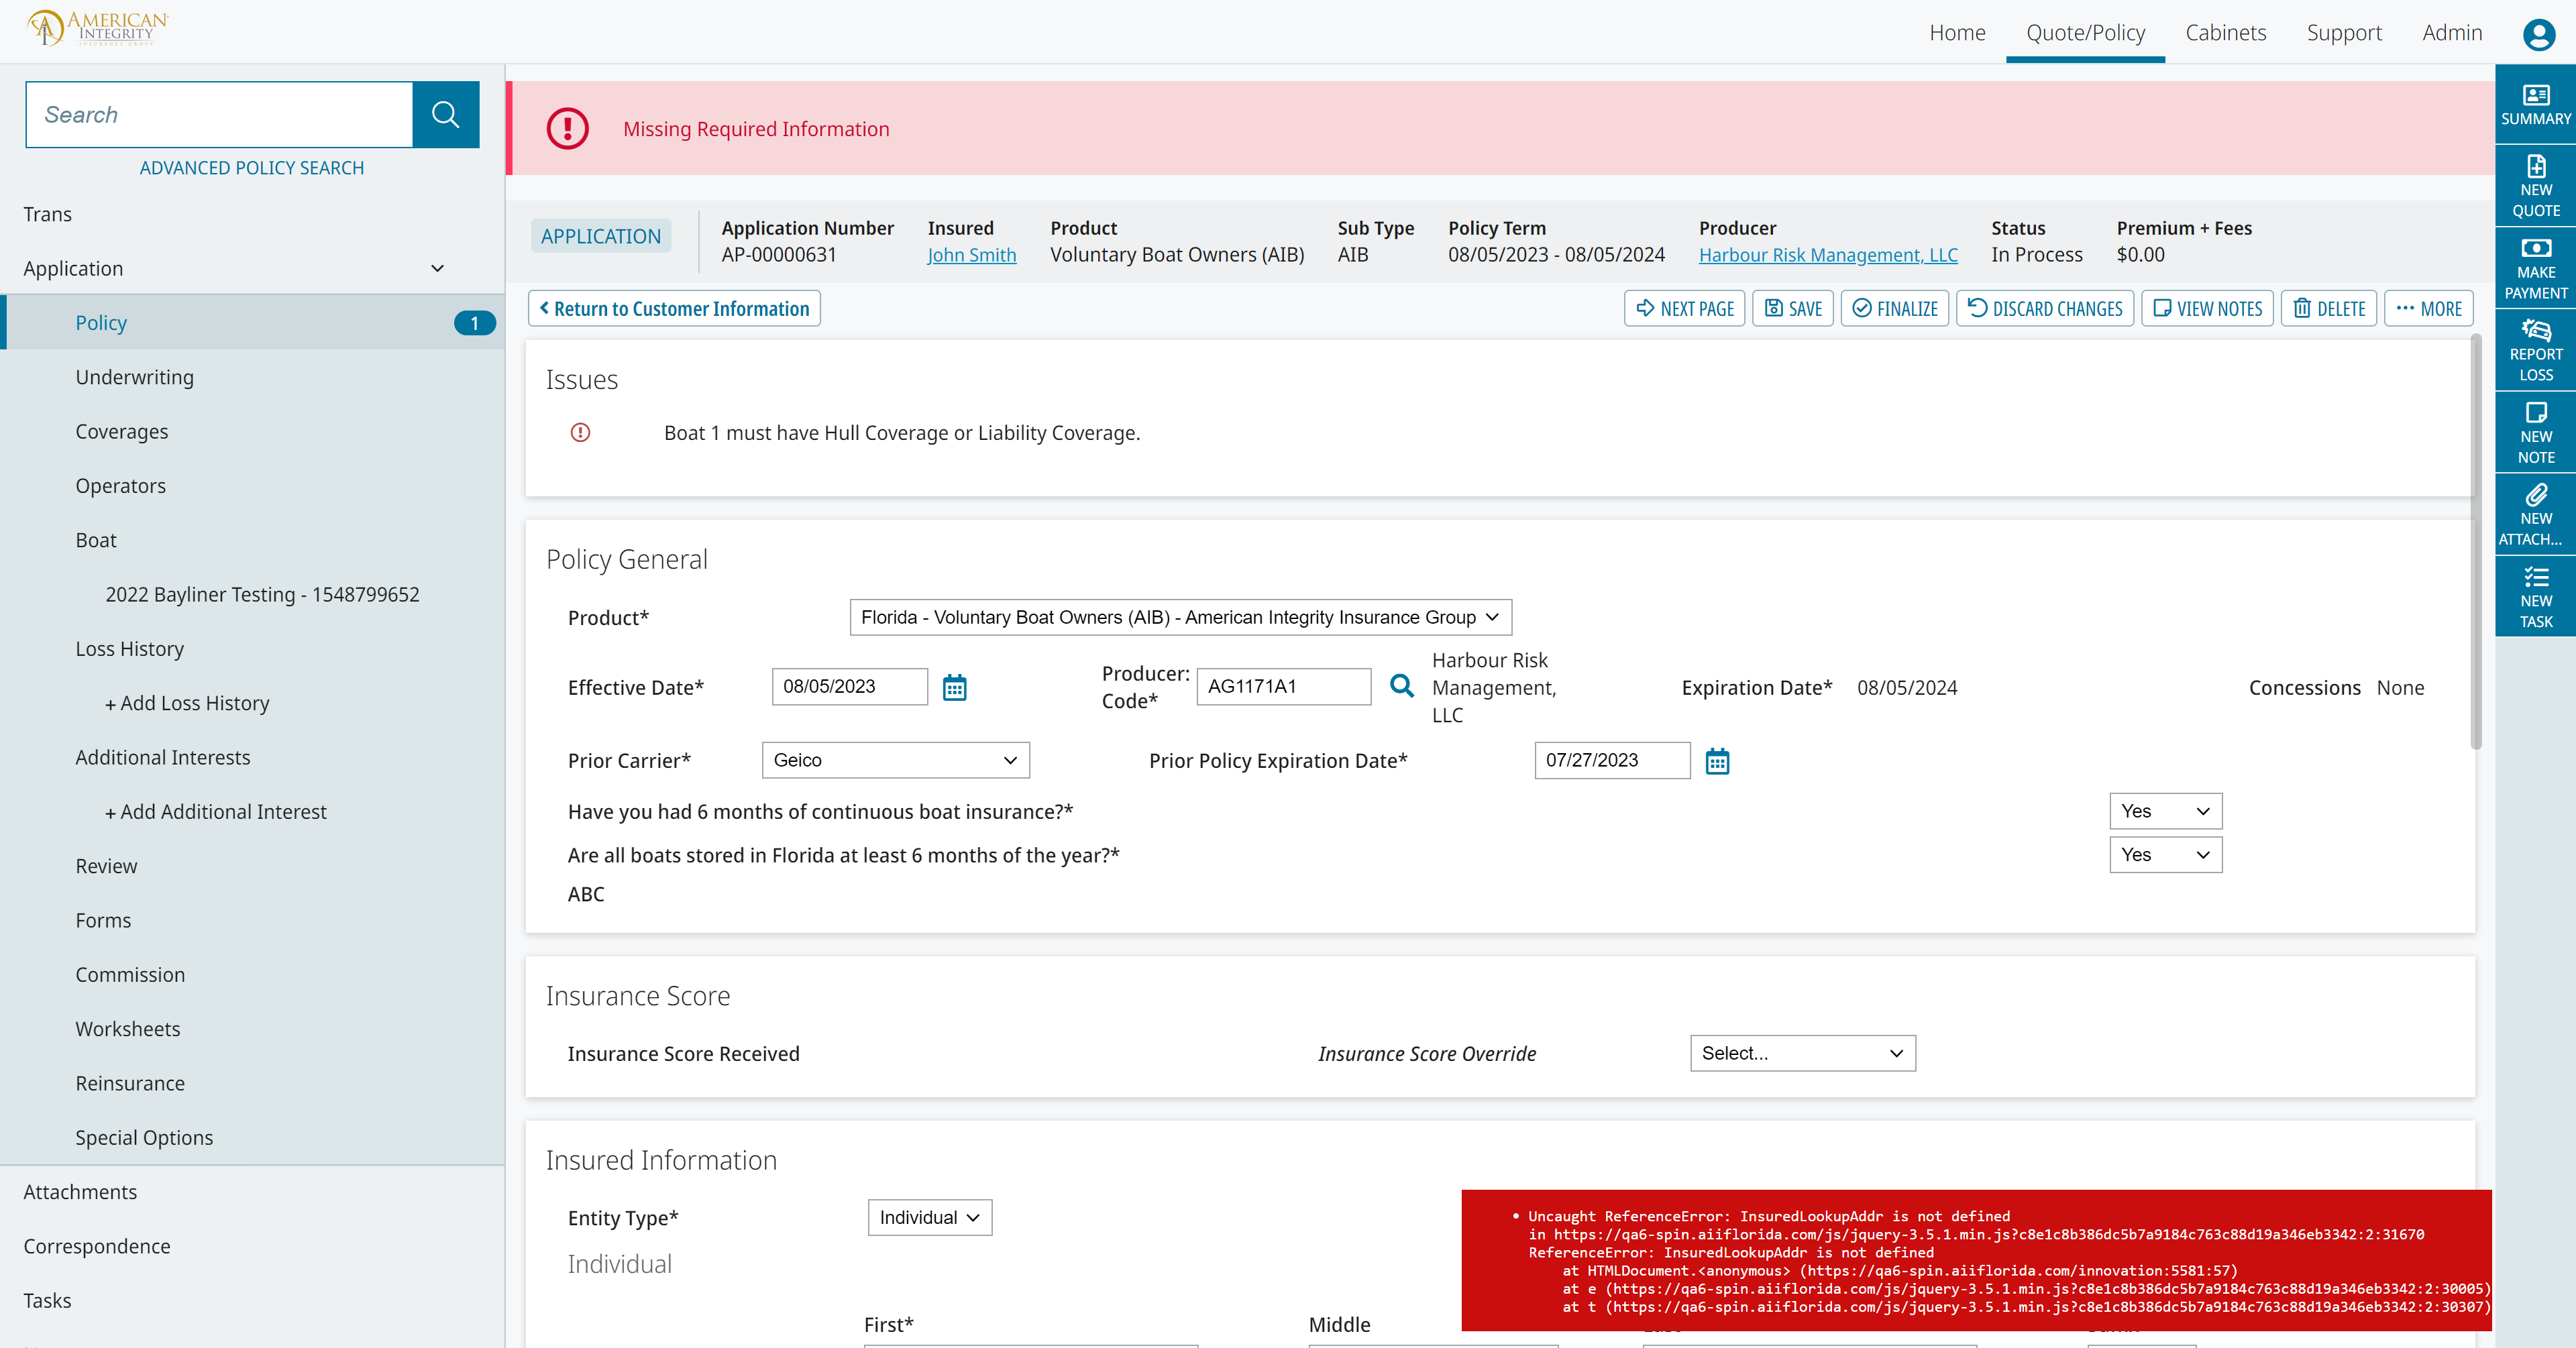 AMERICAN
INTEGRITY
INSURANCE GROUP
Home
Quote/Policy
Cabinets
Support
Admin
Search
ADVANCED POLICY SEARCH
Trans
Application
Policy
1
Underwriting
Coverages
Operators
Boat
2022 Bayliner Testing - 1548799652
Loss History
+ Add Loss History
Additional Interests
+ Add Additional Interest
Review
Forms
Commission
Worksheets
Reinsurance
Special Options
Attachments
Correspondence
Tasks
Missing Required Information
APPLICATION
Application Number
AP-00000631
Insured
John Smith
Product
Voluntary Boat Owners (AIB)
Sub Type
AIB
Policy Term
08/05/2023 - 08/05/2024
Producer
Harbour Risk Management, LLC
Status
In Process
Premium + Fees
$0.00
Return to Customer Information
NEXT PAGE
SAVE
FINALIZE
DISCARD CHANGES
VIEW NOTES
DELETE
MORE
Issues
Boat 1 must have Hull Coverage or Liability Coverage.
Policy General
Product*
Florida - Voluntary Boat Owners (AIB) - American Integrity Insurance Group
Effective Date*
08/05/2023
Producer:
Code*
AG1171A1
Harbour Risk
Management,
LLC
Expiration Date*
08/05/2024
Concessions
None
Prior Carrier*
Geico
Prior Policy Expiration Date*
07/27/2023
Have you had 6 months of continuous boat insurance?*
Yes
Are all boats stored in Florida at least 6 months of the year?*
Yes
ABC
Insurance Score
Insurance Score Received
Insurance Score Override
Select...
Insured Information
Entity Type*
Individual
Individual
First*
Middle
• Uncaught ReferenceError: InsuredLookupAddr is not defined
in https://qa6-spin.aiiflorida.com/js/jquery-3.5.1.min.js?c8e1c8b386dc5b7a9184c763c88d19a346eb3342:2:31670
ReferenceError: InsuredLookupAddr is not defined
at HTMLDocument.<anonymous> (https://qa6-spin.aiiflorida.com/innovation:5581:57)
at e (https://qa6-spin.aiiflorida.com/js/jquery-3.5.1.min.js?c8e1c8b386dc5b7a9184c763c88d19a346eb3342:2:30005)
at t (https://qa6-spin.aiiflorida.com/js/jquery-3.5.1.min.js?c8e1c8b386dc5b7a9184c763c88d19a346eb3342:2:30307)
SUMMARY
NEW
QUOTE
MAKE
PAYMENT
REPORT
LOSS
NEW
NOTE
NEW
ATTACH...
NEW
TASK